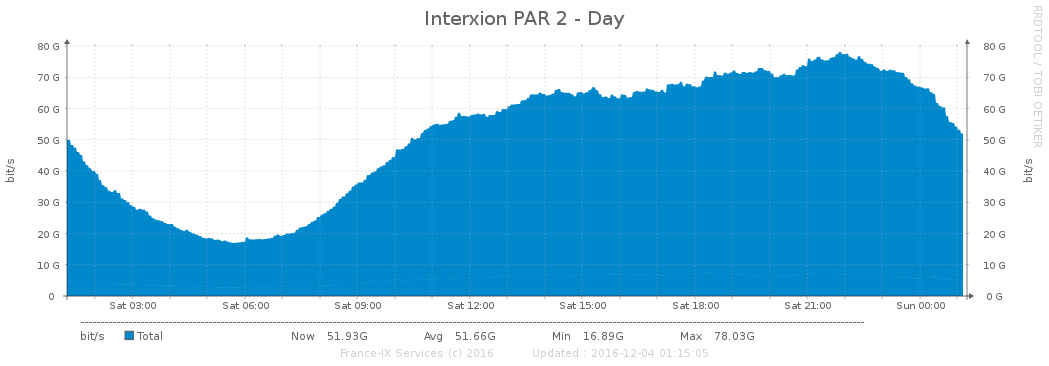 Interxion PAR 2 - Day
RRDTOOL / TOBI OETIKER
80 G 80 G
70 G 70 G
60 G 60 G
50 G 50 G
40 G 40 G
30 G 30 G
20 G 20 G
10 G 10 G
0 0 G
bit/s bit/s
Sat 03:00 Sat 06:00 Sat 09:00 Sat 12:00 Sat 15:00 Sat 18:00 Sat 21:00 Sun 00:00
bit/s Total Now 51.93G Avg 51.66G Min 16.89G Max 78.03G
France-IX Services (c) 2016 Updated : 2016-12-04 01:15:05